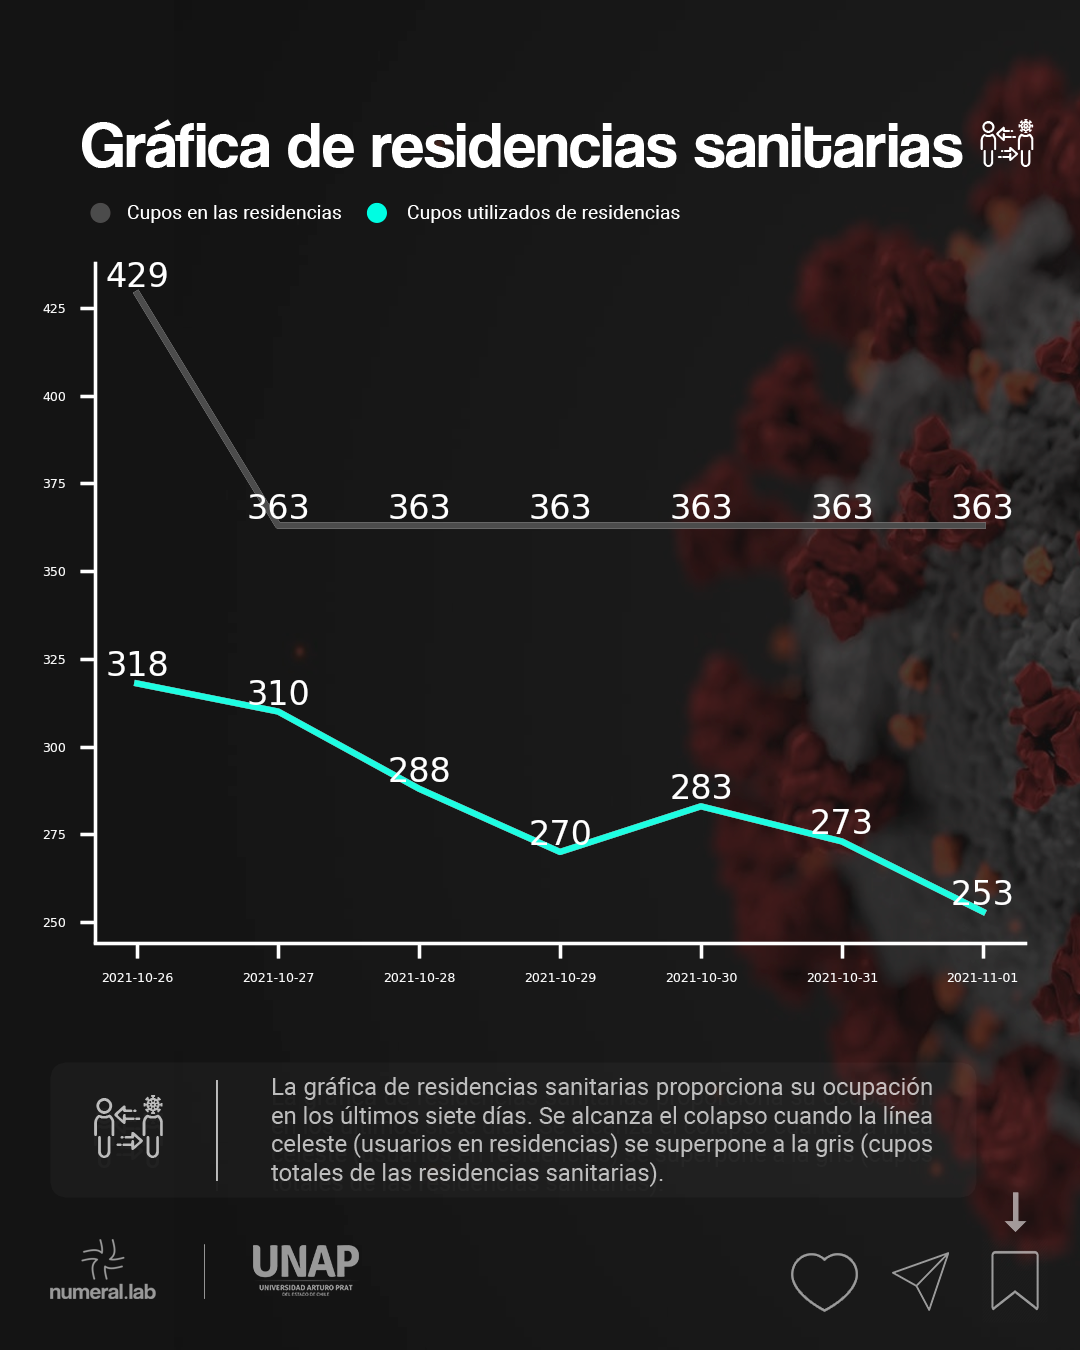 Gráfica de residencias sanitarias
Cupos en las residencias Cupos utilizados de residencias
429
425
400
375
363 363 363 363 363 363
350
325
318
310
300
288
283
275
270
273
253
250
2021-10-26 2021-10-27 2021-10-28 2021-10-29 2021-10-30 2021-10-31 2021-11-01
La gráfica de residencias sanitarias proporciona su ocupación
en los últimos siete días. Se alcanza el colapso cuando la línea
celeste (usuarios en residencias) se superpone a la gris (cupos
totales de las residencias sanitarias).
numeral.lab
UNAP
UNIVERSIDAD ARTURO PRAT
DEL ESTADO DE CHILE